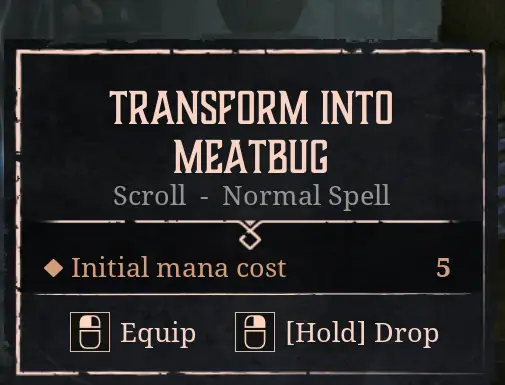 TRANSFORM INTO
MEATBUG
Scroll - Normal Spell
Initial mana cost 5
Equip [Hold] Drop